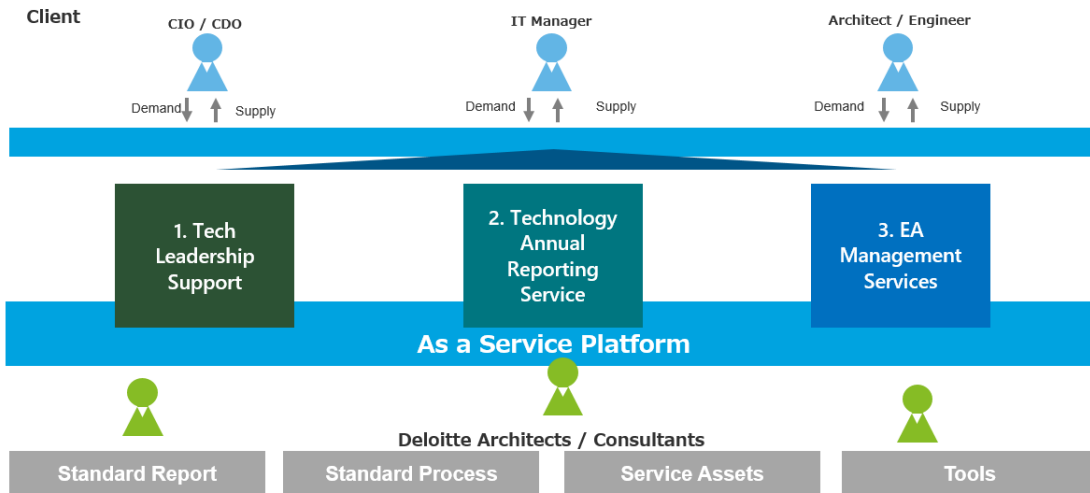 Client
CIO / CDO
IT Manager
Architect / Engineer
Demand
Supply
Demand
Supply
Demand
Supply
1. Tech
Leadership
Support
2. Technology
Annual
Reporting
Service
3. EA
Management
Services
As a Service Platform
Deloitte Architects / Consultants
Standard Report
Standard Process
Service Assets
Tools